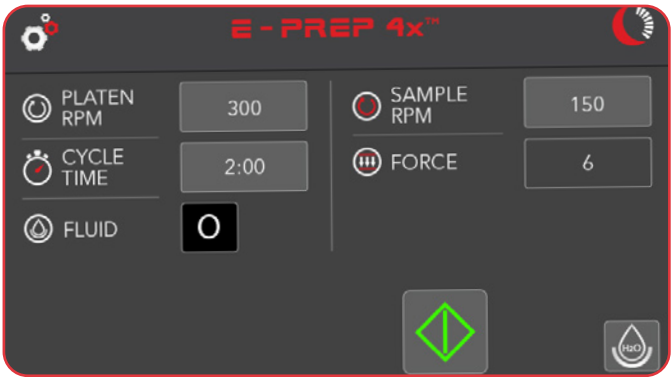 E-PREP 4x™
PLATEN
RPM
300
CYCLE
TIME
2:00
FLUID
O
SAMPLE
RPM
150
FORCE
6
H2O